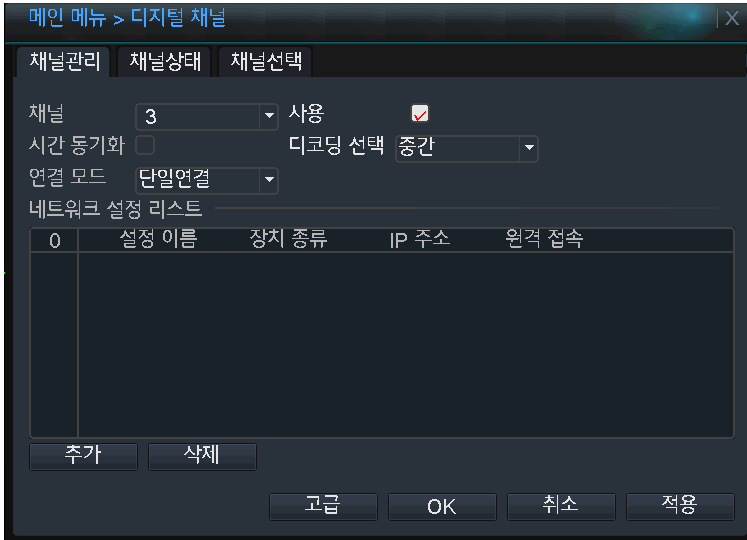 메인 메뉴 > 디지털 채널 X
채널관리 채널상태 채널선택
채널 3 사용
시간 동기화 디코딩 선택 중간
연결 모드 단일연결
네트워크 설정 리스트
0 설정 이름 장치 종류 IP 주소 원격 접속
추가 삭제
고급 OK 취소 적용